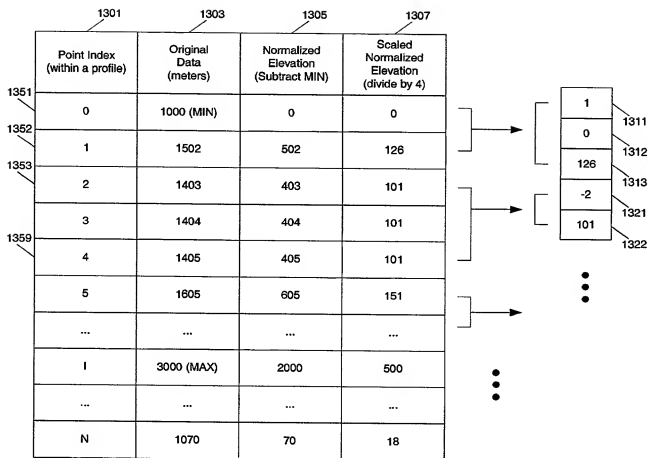 1301 1303 1305 1307
Point Index (within a profile) Original Data (meters) Normalized Elevation (Subtract MIN) Scaled Normalized Elevation (divide by 4)
1351
0 1000 (MIN) 0 0
1352
1 1502 502 126
1353
2 1403 403 101
3 1404 404 101
1359
4 1405 405 101
5 1605 605 151
... ... ... ...
I 3000 (MAX) 2000 500
... ... ... ...
N 1070 70 18
1
1311
0
1312
126
1313
-2
1321
101
1322